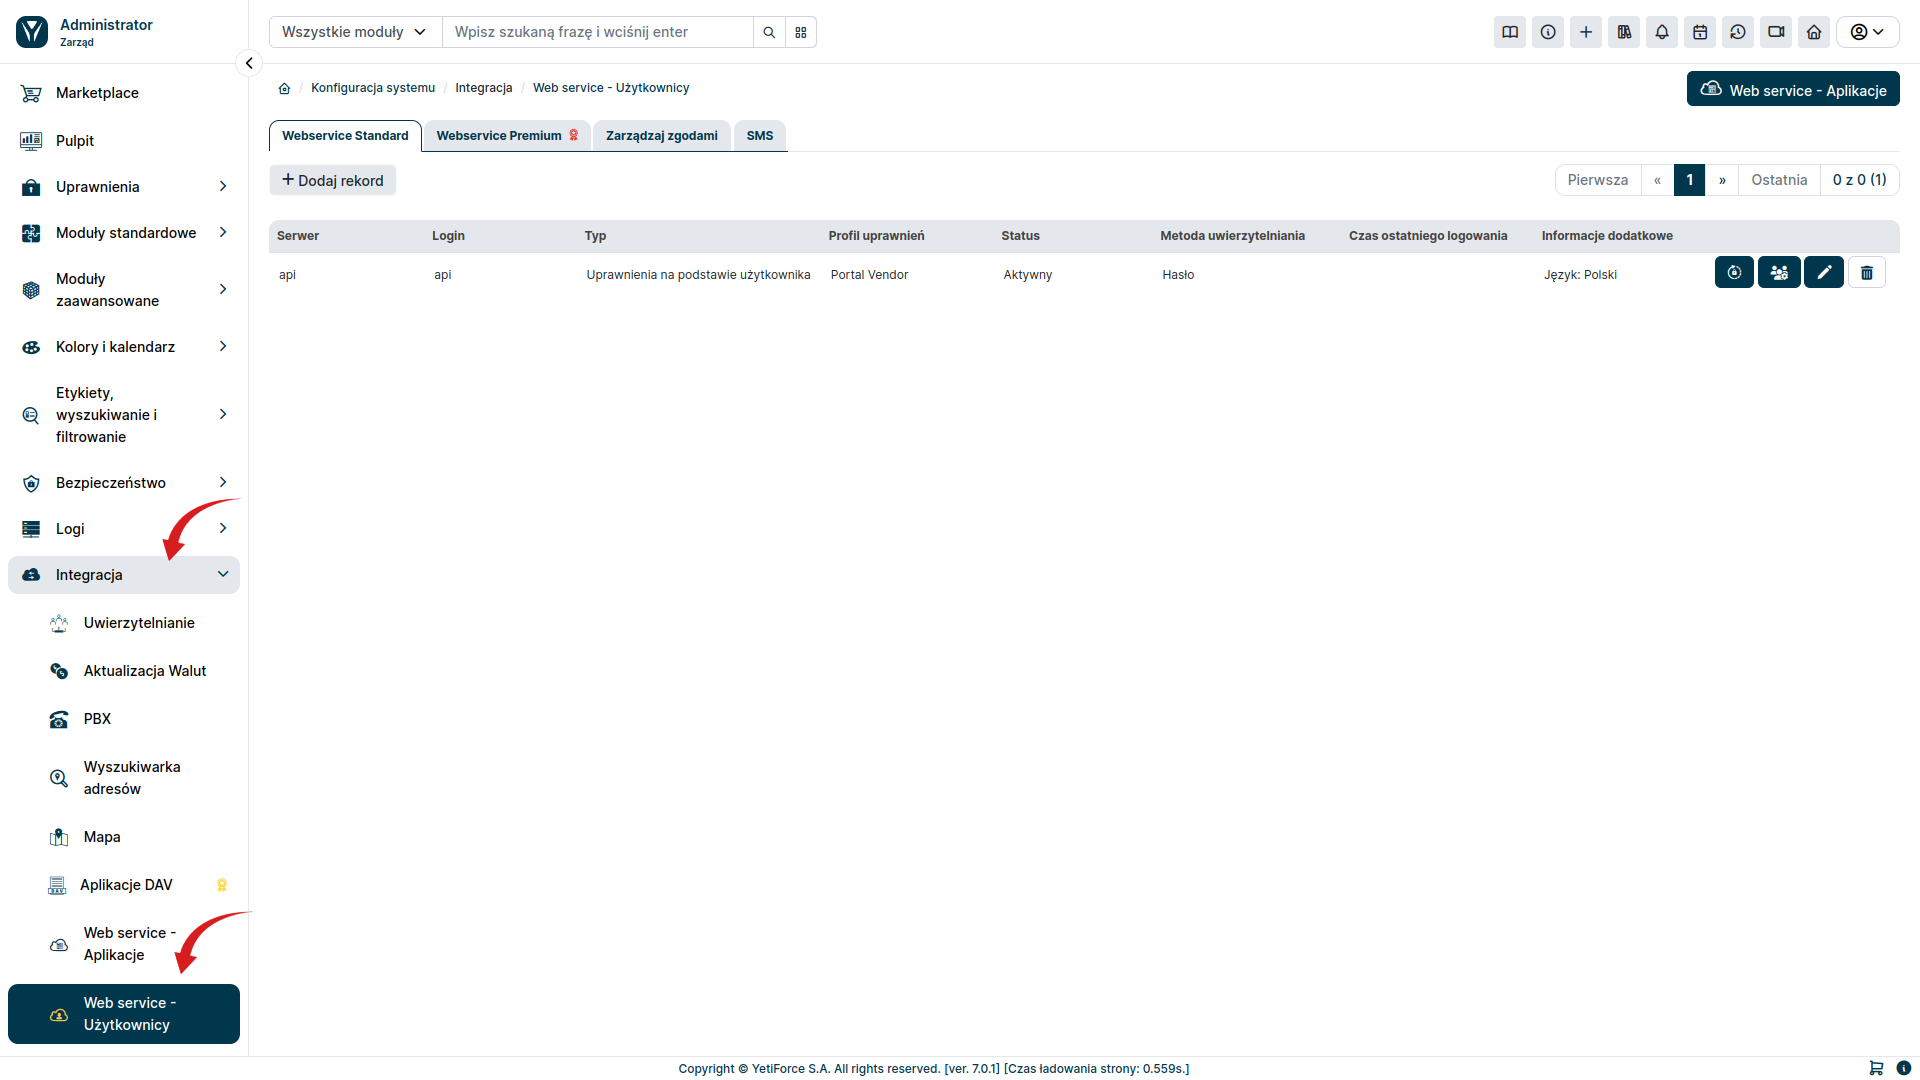 Administrator
Zarząd
Wszystkie moduły
Wpisz szukaną frazę i wciśnij enter
Marketplace
Pulpit
Uprawnienia
Moduły standardowe
Moduły
zaawansowane
Kolory i kalendarz
Etykiety,
wyszukiwanie i
filtrowanie
Bezpieczeństwo
Logi
Integracja
Uwierzytelnianie
Aktualizacja Walut
PBX
Wyszukiwarka
adresów
Mapa
Aplikacje DAV
Web service -
Aplikacje
Web service -
Użytkownicy
/ Konfiguracja systemu / Integracja / Web service - Użytkownicy
Web service - Aplikacje
Webservice Standard Webservice Premium Zarządzaj zgodami SMS
+ Dodaj rekord
Pierwsza « 1 » Ostatnia 0 z 0 (1)
Serwer Login Typ Profil uprawnień Status Metoda uwierzytelniania Czas ostatniego logowania Informacje dodatkowe
api api Uprawnienia na podstawie użytkownika Portal Vendor Aktywny Hasło Język: Polski
Copyright © YetiForce S.A. All rights reserved. [ver. 7.0.1] [Czas ładowania strony: 0.559s.]